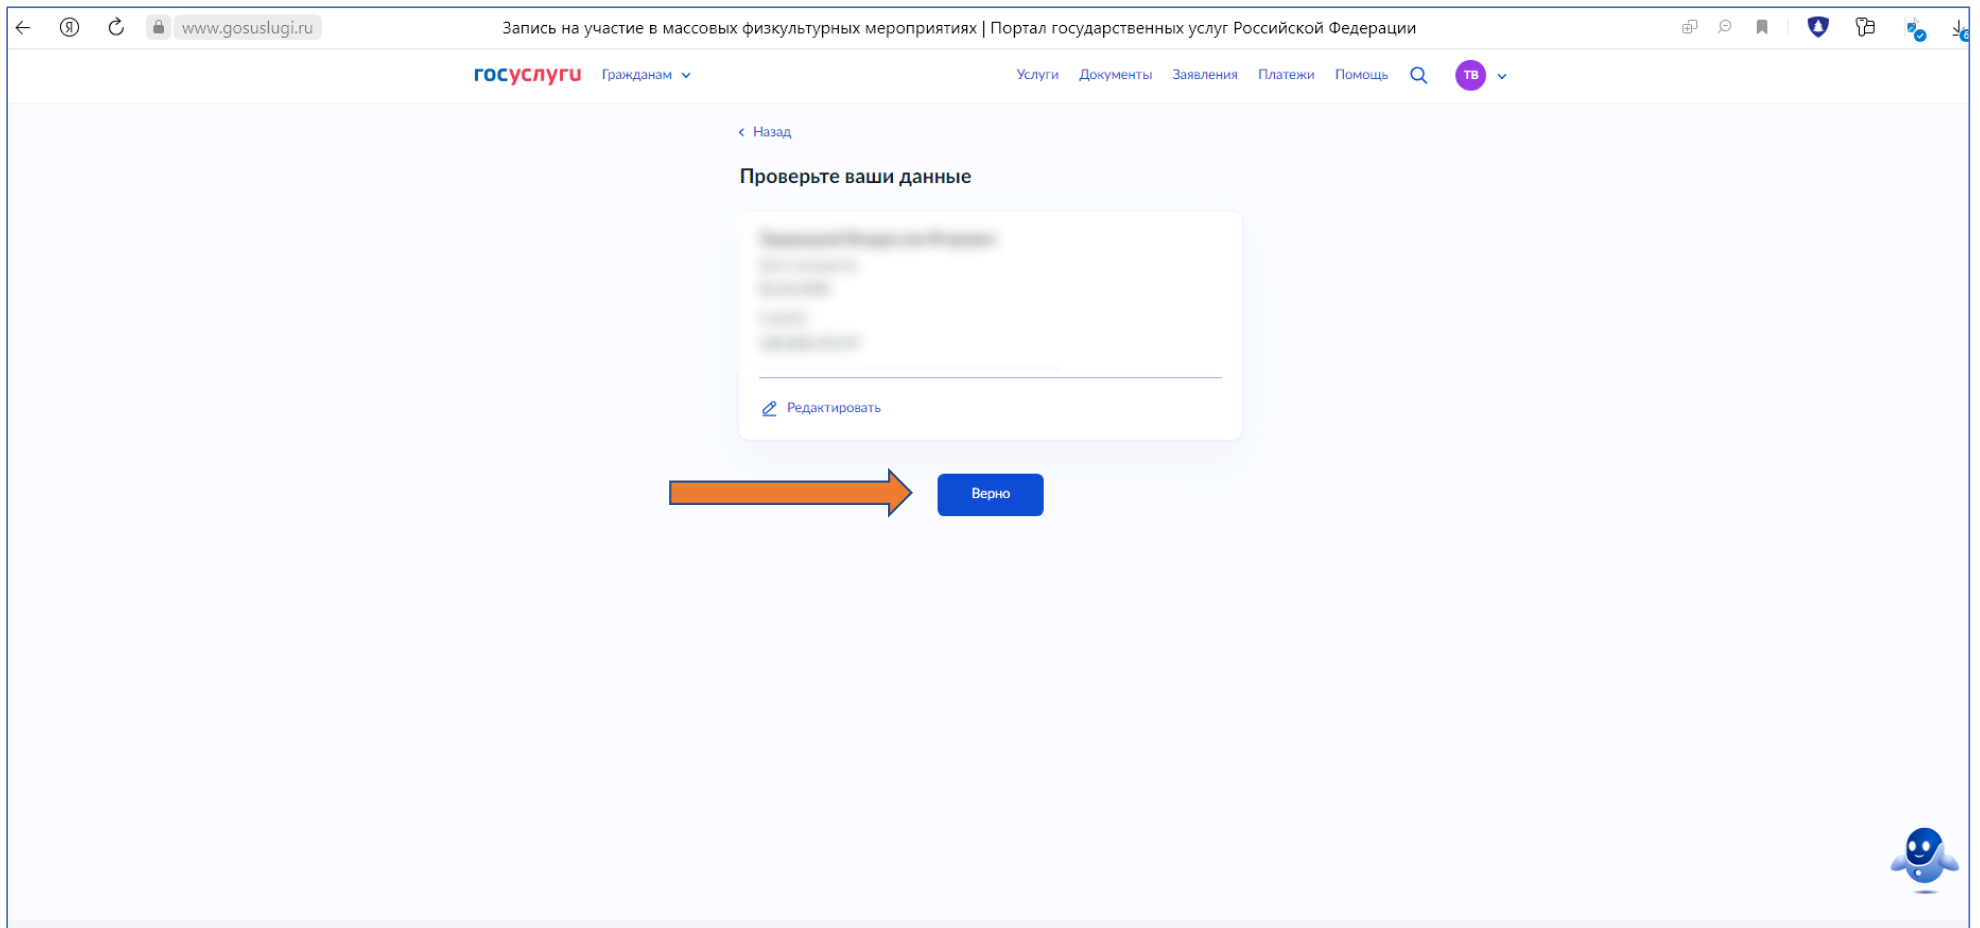 www.gosuslugi.ru
Запись на участие в массовых физкультурных мероприятиях | Портал государственных услуг Российской Федерации
госуслуги Гражданам Услуги Документы Заявления Платежи Помощь ТВ
Назад
Проверьте ваши данные
Редактировать
Верно